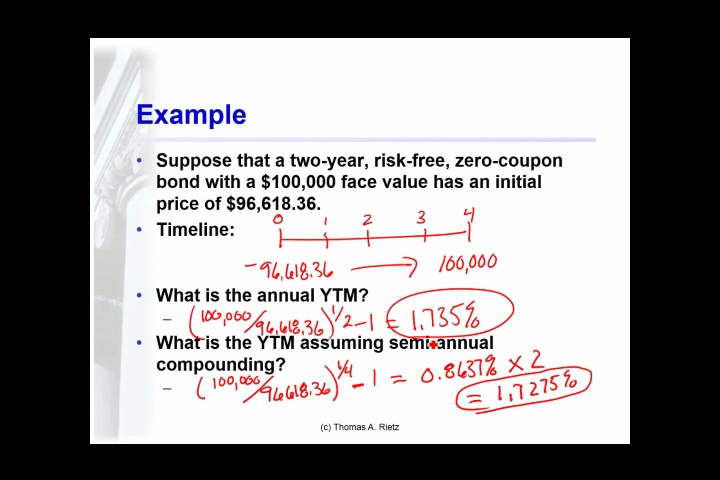 Example
• Suppose that a two-year, risk-free, zero-coupon
bond with a $100,000 face value has an initial
price of $96,618.36.
0 1 2 3 4
• Timeline:
-96,618.36 → 100,000
• What is the annual YTM?
– (100,000/96,618.36)^1/2 -1 = 1.735%
• What is the YTM assuming semi-annual
compounding?
– (100,000/96618.36)^1/4 -1 = 0.8637% × 2
= 1.7275%
(c) Thomas A. Rietz